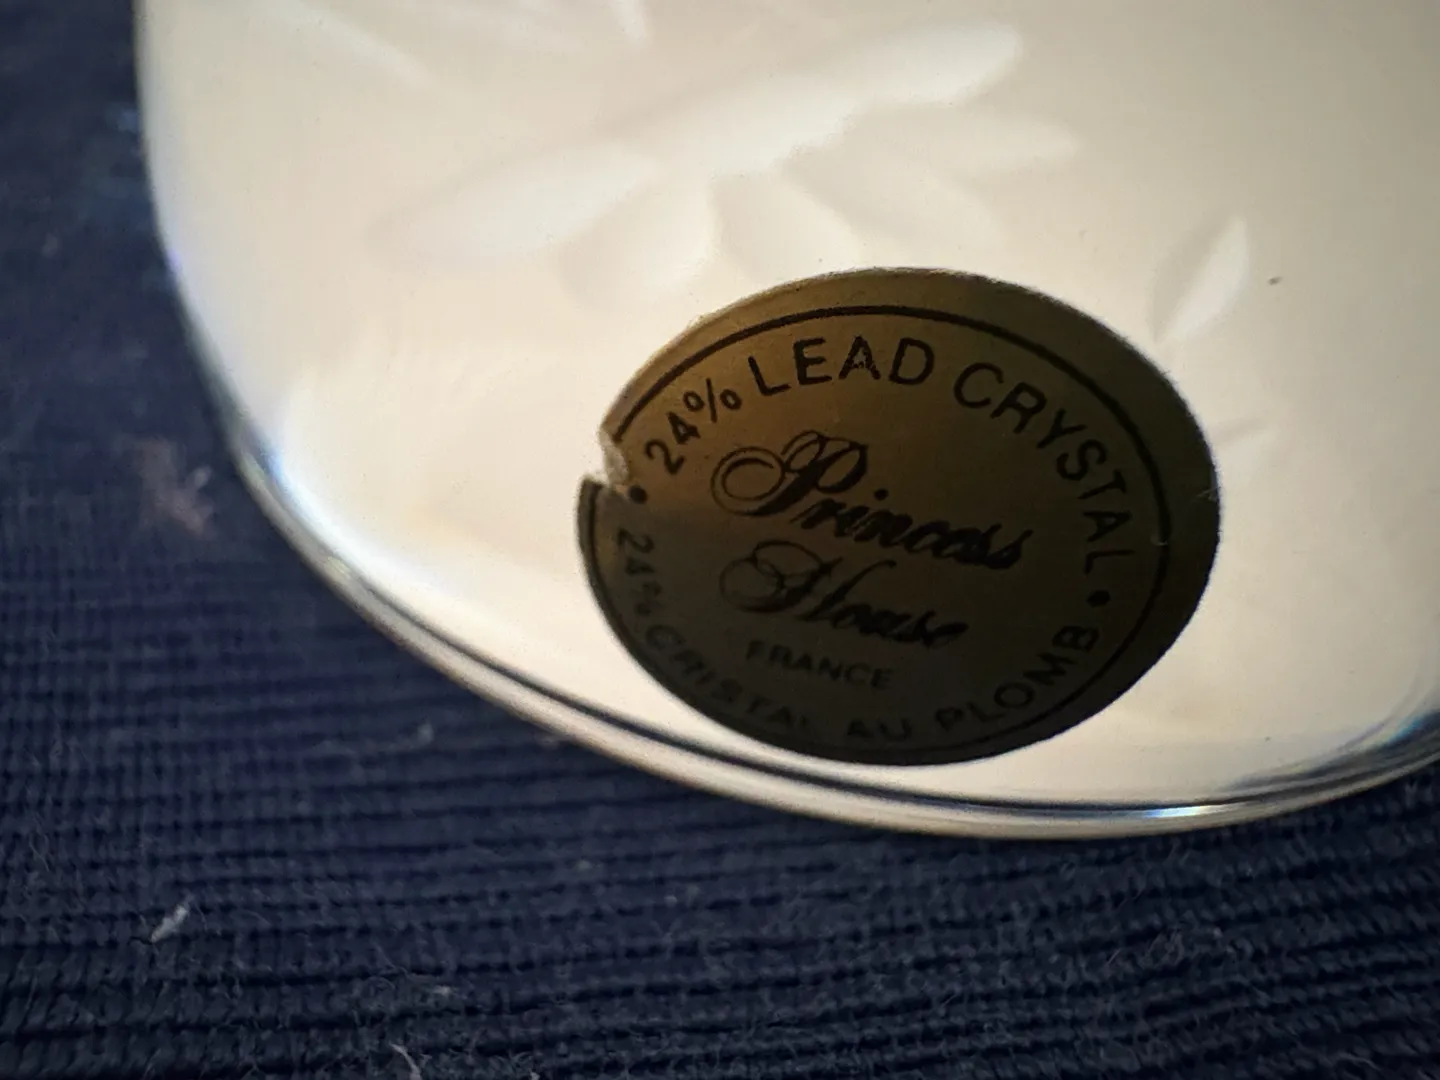 24% LEAD CRYSTAL
Princess
House
FRANCE
24% CRISTAL AU PLOMB